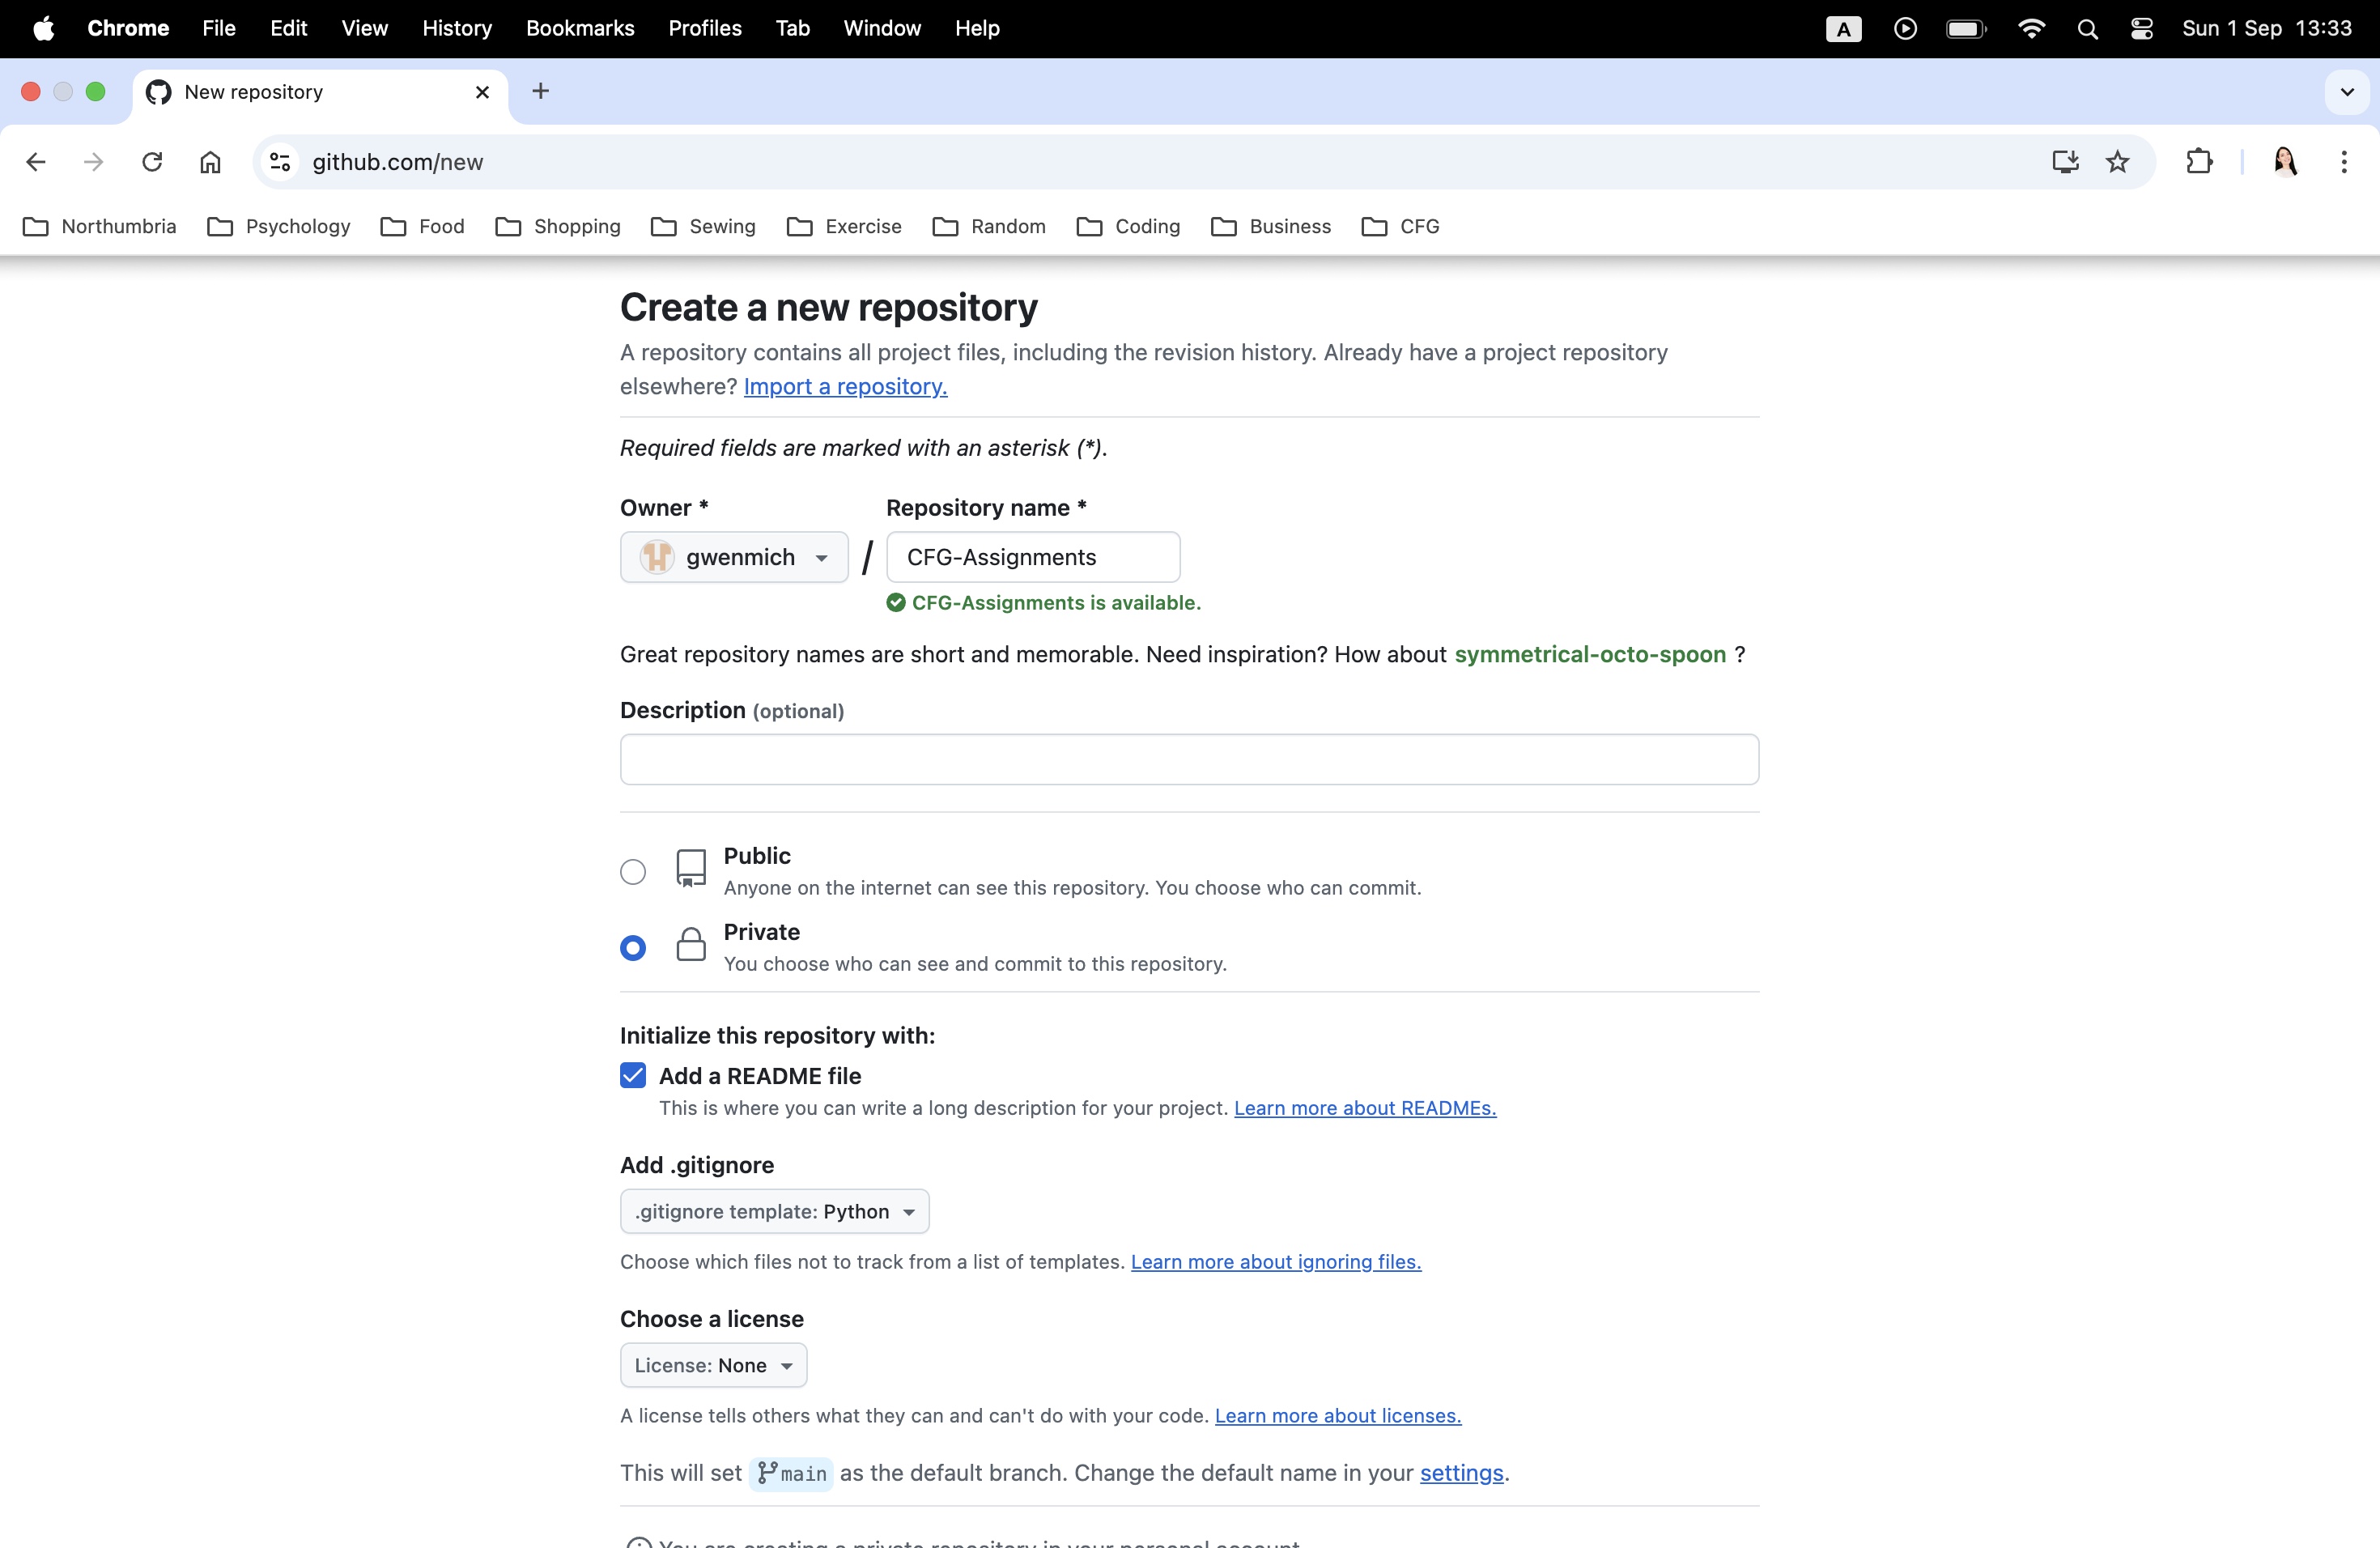 Chrome File Edit View History Bookmarks Profiles Tab Window Help A Sun 1 Sep 13:33
New repository
github.com/new
Northumbria Psychology Food Shopping Sewing Exercise Random Coding Business CFG
Create a new repository
A repository contains all project files, including the revision history. Already have a project repository
elsewhere? Import a repository.
Required fields are marked with an asterisk (*).
Owner * Repository name *
gwenmich / CFG-Assignments
CFG-Assignments is available.
Great repository names are short and memorable. Need inspiration? How about symmetrical-octo-spoon ?
Description (optional)
Public
Anyone on the internet can see this repository. You choose who can commit.
Private
You choose who can see and commit to this repository.
Initialize this repository with:
Add a README file
This is where you can write a long description for your project. Learn more about READMEs.
Add .gitignore
.gitignore template: Python
Choose which files not to track from a list of templates. Learn more about ignoring files.
Choose a license
License: None
A license tells others what they can and can't do with your code. Learn more about licenses.
This will set main as the default branch. Change the default name in your settings.
You are creating a private repository in your personal account